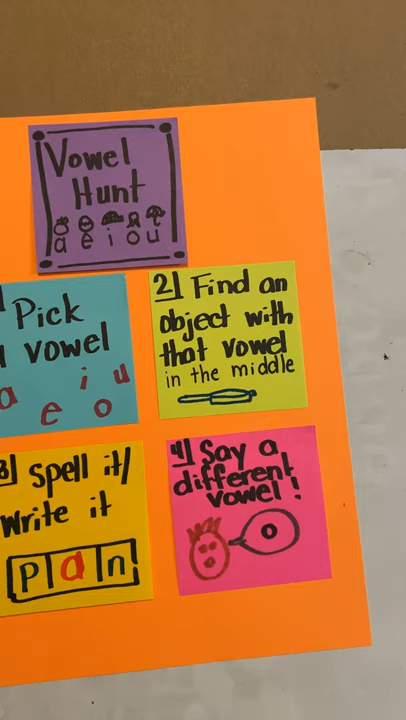 Vowel
Hunt
a e i o u
Pick
vowel
a e i o u
2] Find an
object with
that vowel
in the middle
3] Spell it/
Write it
p a n
4] Say a
different
vowel!
o